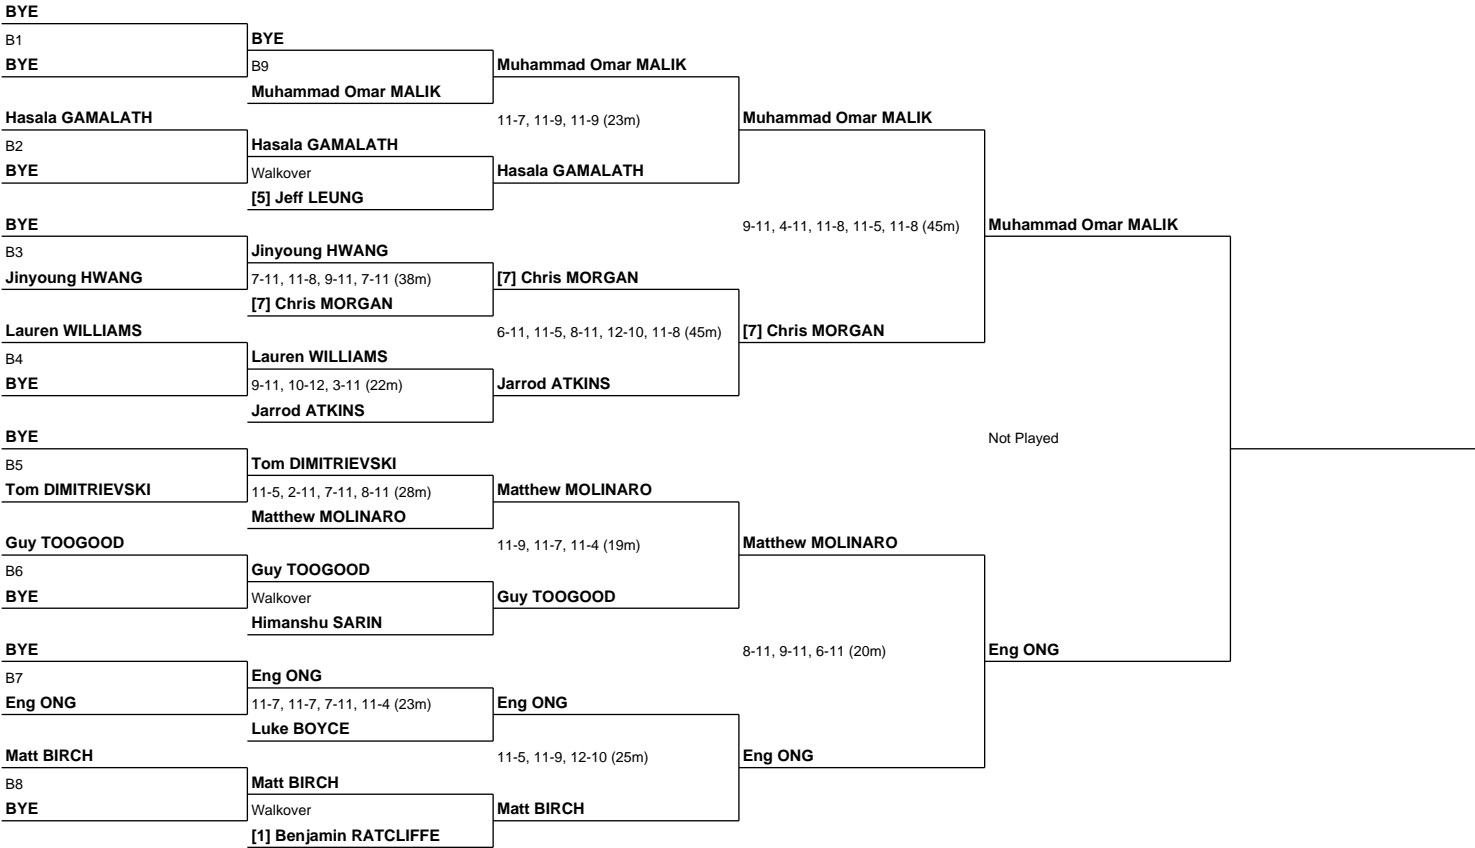 BYE
B1
BYE
BYE
B9
Muhammad Omar MALIK
Muhammad Omar MALIK
Hasala GAMALATH
11-7, 11-9, 11-9 (23m)
Muhammad Omar MALIK
B2
Hasala GAMALATH
BYE
Walkover
Hasala GAMALATH
[5] Jeff LEUNG
BYE
9-11, 4-11, 11-8, 11-5, 11-8 (45m)
Muhammad Omar MALIK
B3
Jinyoung HWANG
Jinyoung HWANG
7-11, 11-8, 9-11, 7-11 (38m)
[7] Chris MORGAN
[7] Chris MORGAN
Lauren WILLIAMS
6-11, 11-5, 8-11, 12-10, 11-8 (45m)
[7] Chris MORGAN
B4
Lauren WILLIAMS
BYE
9-11, 10-12, 3-11 (22m)
Jarrod ATKINS
Jarrod ATKINS
BYE
Not Played
B5
Tom DIMITRIEVSKI
Tom DIMITRIEVSKI
11-5, 2-11, 7-11, 8-11 (28m)
Matthew MOLINARO
Matthew MOLINARO
Guy TOOGOOD
11-9, 11-7, 11-4 (19m)
Matthew MOLINARO
B6
Guy TOOGOOD
BYE
Walkover
Guy TOOGOOD
Himanshu SARIN
BYE
8-11, 9-11, 6-11 (20m)
Eng ONG
B7
Eng ONG
Eng ONG
11-7, 11-7, 7-11, 11-4 (23m)
Eng ONG
Luke BOYCE
Matt BIRCH
11-5, 11-9, 12-10 (25m)
Eng ONG
B8
Matt BIRCH
BYE
Walkover
Matt BIRCH
[1] Benjamin RATCLIFFE